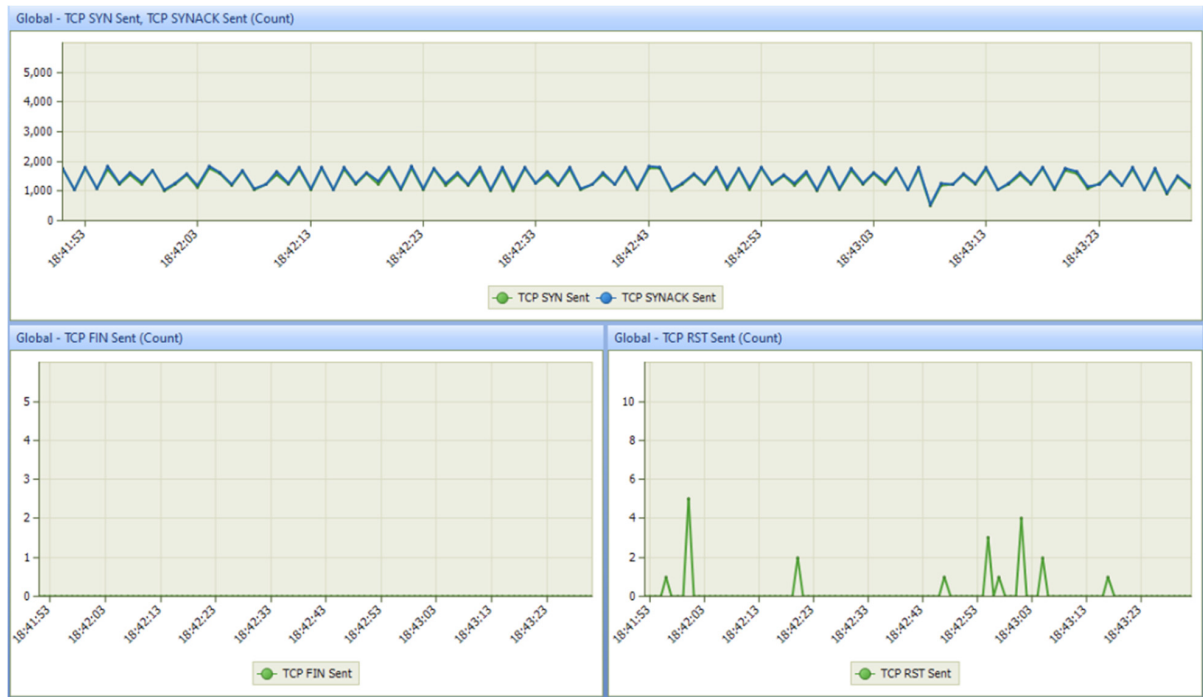 Global - TCP SYN Sent, TCP SYNACK Sent (Count)
5,000
4,000
3,000
2,000
1,000
0
18:41:53 18:42:03 18:42:13 18:42:23 18:42:33 18:42:43 18:42:53 18:43:03 18:43:13 18:43:23
TCP SYN Sent TCP SYNACK Sent
Global - TCP FIN Sent (Count)
5
4
3
2
1
0
18:41:53 18:42:03 18:42:13 18:42:23 18:42:33 18:42:43 18:42:53 18:43:03 18:43:13 18:43:23
TCP FIN Sent
Global - TCP RST Sent (Count)
10
8
6
4
2
0
18:41:53 18:42:03 18:42:13 18:42:23 18:42:33 18:42:43 18:42:53 18:43:03 18:43:13 18:43:23
TCP RST Sent